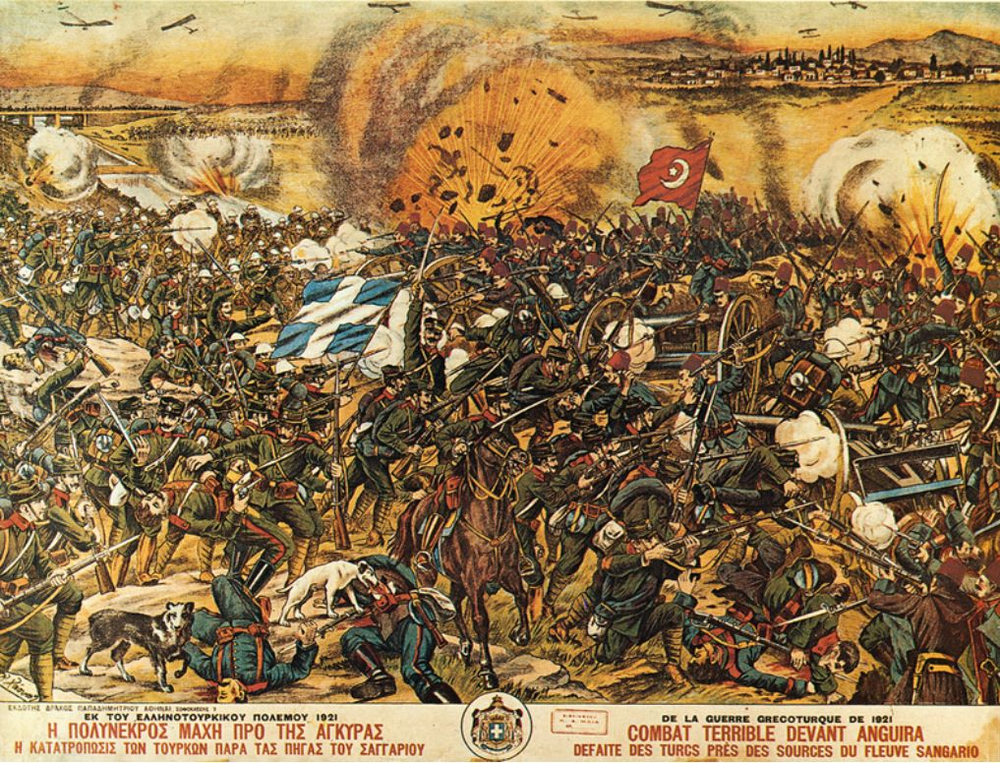 ΕΚΔΟΤΗΣ ΔΡΑΚΟΣ ΠΑΠΑΔΗΜΗΤΡΙΟΥ ΑΘΗΝΑΙ
ΕΚ ΤΟΥ ΕΛΛΗΝΟΤΟΥΡΚΙΚΟΥ ΠΟΛΕΜΟΥ 1921
Η ΠΟΛΥΝΕΚΡΟΣ ΜΑΧΗ ΠΡΟ ΤΗΣ ΑΓΚΥΡΑΣ
Η ΚΑΤΑΤΡΟΠΩΣΙΣ ΤΩΝ ΤΟΥΡΚΩΝ ΠΑΡΑ ΤΑΣ ΠΗΓΑΣ ΤΟΥ ΣΑΓΓΑΡΙΟΥ
DE LA GUERRE GRECOTURQUE DE 1921
COMBAT TERRIBLE DEVANT ANGUIRA
DEFAITE DES TURCS PRÈS DES SOURCES DU FLEUVE SANGARIO